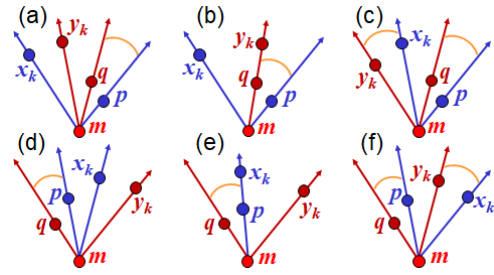 (a) (b) (c)
x_k y_k q p m
x_k y_k q p m
y_k x_k q p m
(d) (e) (f)
q p x_k y_k m
q x_k p y_k m
q p y_k x_k m